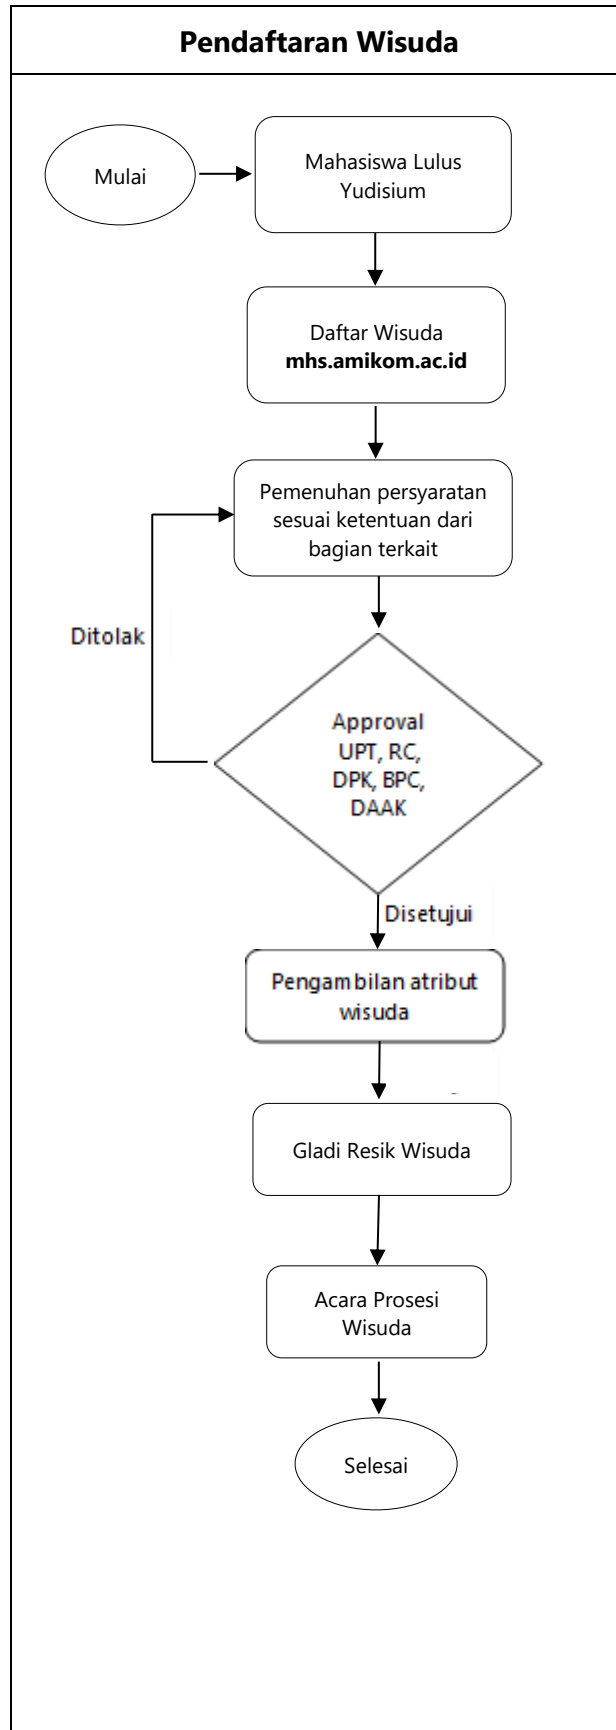 Pendaftaran Wisuda
Mulai
Mahasiswa Lulus
Yudisium
Daftar Wisuda
mhs.amikom.ac.id
Pemenuhan persyaratan
sesuai ketentuan dari
bagian terkait
Ditolak
Approval
UPT, RC,
DPK, BPC,
DAAK
Disetujui
Pengambilan atribut
wisuda
Gladi Resik Wisuda
Acara Prosesi
Wisuda
Selesai